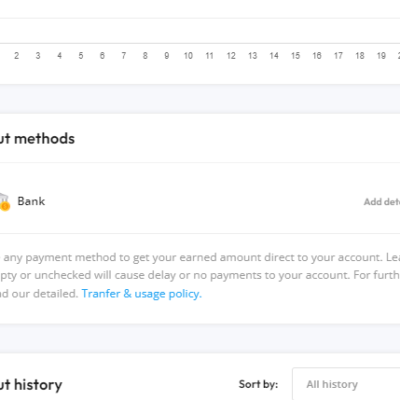 2 3 4 5 6 7 8 9 10 11 12 13 14 15 16 17 18 19
ut methods
Bank
Add det
any payment method to get your earned amount direct to your account. Lea
pty or unchecked will cause delay or no payments to your account. For furth
d our detailed. Tranfer & usage policy.
ut history
Sort by:
All history